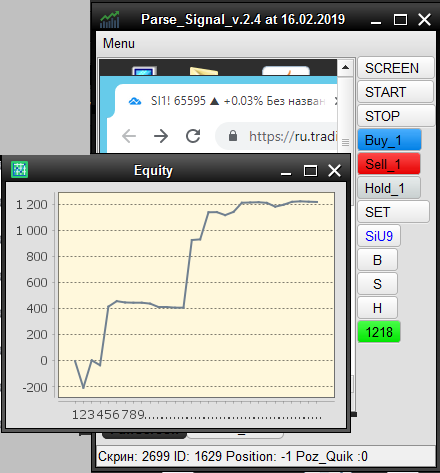 Parse_Signal_v.2.4 at 16.02.2019
Menu
SI1! 65595 ▲ +0.03% Без назван
https://ru.tradi
SCREEN
START
STOP
Buy_1
Sell_1
Hold_1
SET
SiU9
B
S
H
1218
Equity
1 200
1 000
800
600
400
200
0
-200
123456789
Скрин: 2699 ID: 1629 Position: -1 Poz_Quik :0